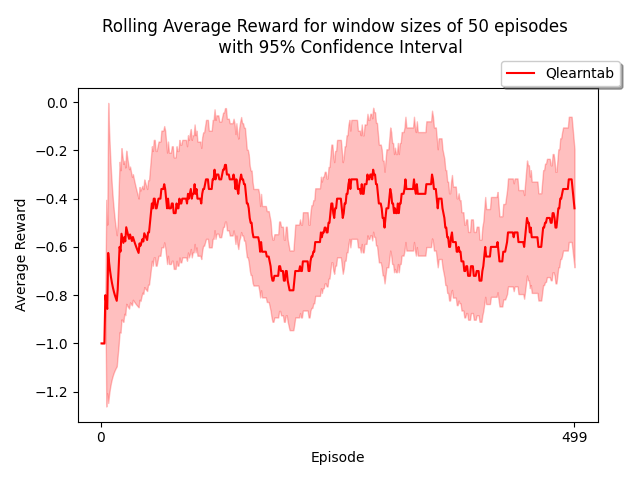 Rolling Average Reward for window sizes of 50 episodes
with 95% Confidence Interval
Qlearntab
0.0
−0.2
−0.4
−0.6
−0.8
−1.0
−1.2
Average Reward
0
499
Episode